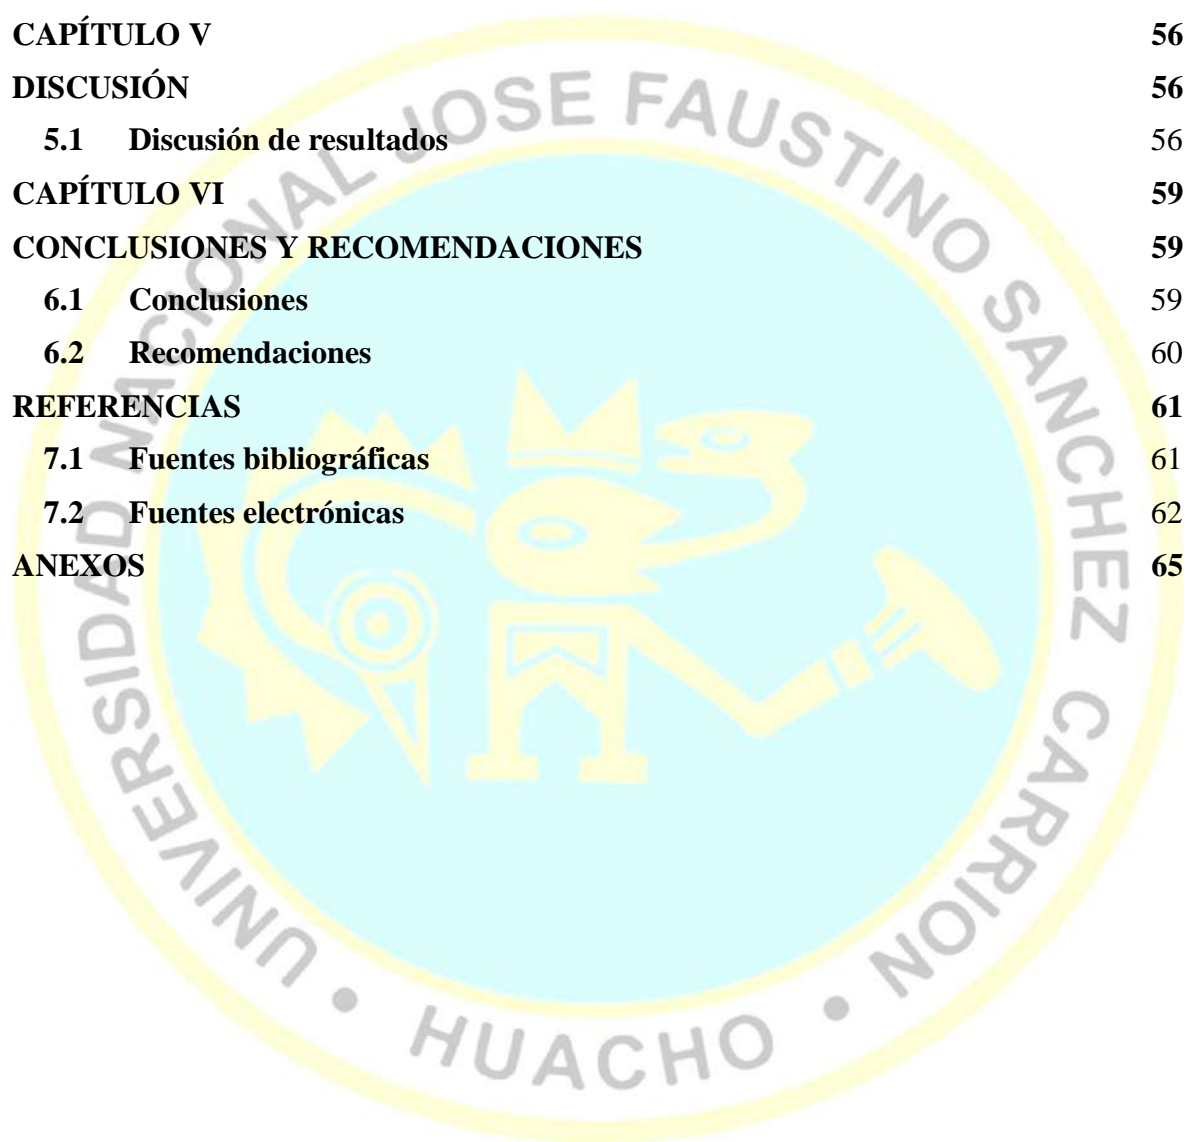 CAPÍTULO V 56
DISCUSIÓN 56
5.1 Discusión de resultados 56
CAPÍTULO VI 59
CONCLUSIONES Y RECOMENDACIONES 59
6.1 Conclusiones 59
6.2 Recomendaciones 60
REFERENCIAS 61
7.1 Fuentes bibliográficas 61
7.2 Fuentes electrónicas 62
ANEXOS 65
UNIVERSIDAD NACIONAL JOSE FAUSTINO SANCHEZ CARRION • HUACHO •